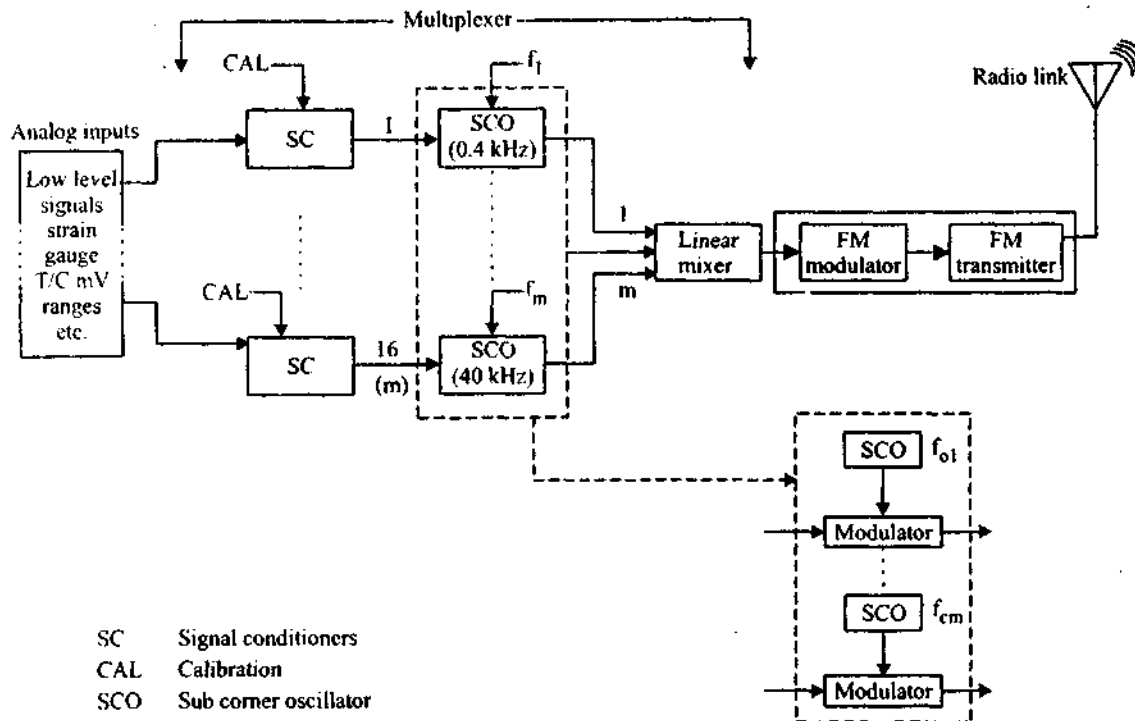 Multiplexer
CAL
f1
Radio link
Analog inputs
SC
I
SCO
(0.4 kHz)
Low level
signals
strain
gauge
T/C mV
ranges
etc.
1
Linear
mixer
FM
modulator
FM
transmitter
CAL
fm
m
SC
16
(m)
SCO
(40 kHz)
SCO
fo1
Modulator
SCO
fcm
Modulator
SC Signal conditioners
CAL Calibration
SCO Sub corner oscillator